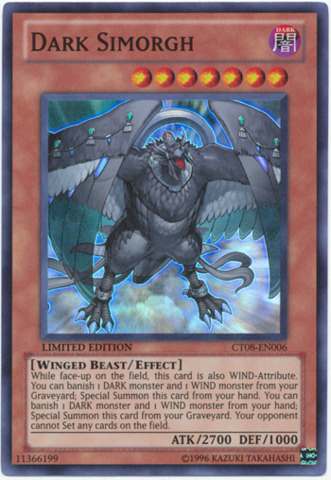 DARK SIMORGH
DARK
闇
LIMITED EDITION
CT08-EN006
[WINGED BEAST/EFFECT]
While face-up on the field, this card is also WIND-Attribute.
You can banish 1 DARK monster and 1 WIND monster from your
Graveyard; Special Summon this card from your hand. You can
banish 1 DARK monster and 1 WIND monster from your hand;
Special Summon this card from your Graveyard. Your opponent
cannot Set any cards on the field.
ATK/2700 DEF/1000
11366199
©1996 KAZUKI TAKAHASHI